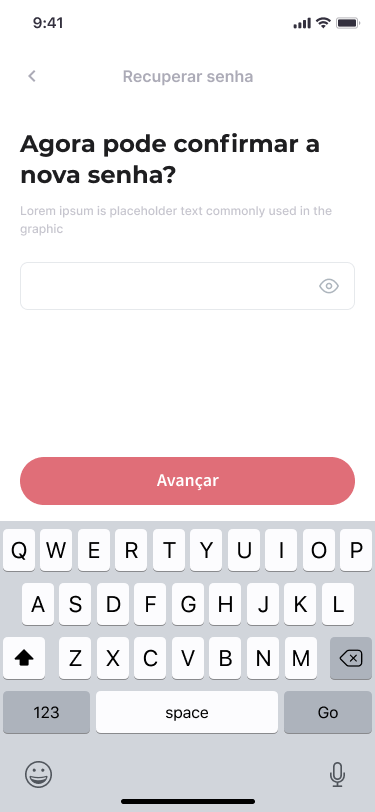 9:41
Recuperar senha
Agora pode confirmar a
nova senha?
Lorem ipsum is placeholder text commonly used in the
graphic
Avançar
Q W E R T Y U I O P
A S D F G H J K L
Z X C V B N M
123 space Go